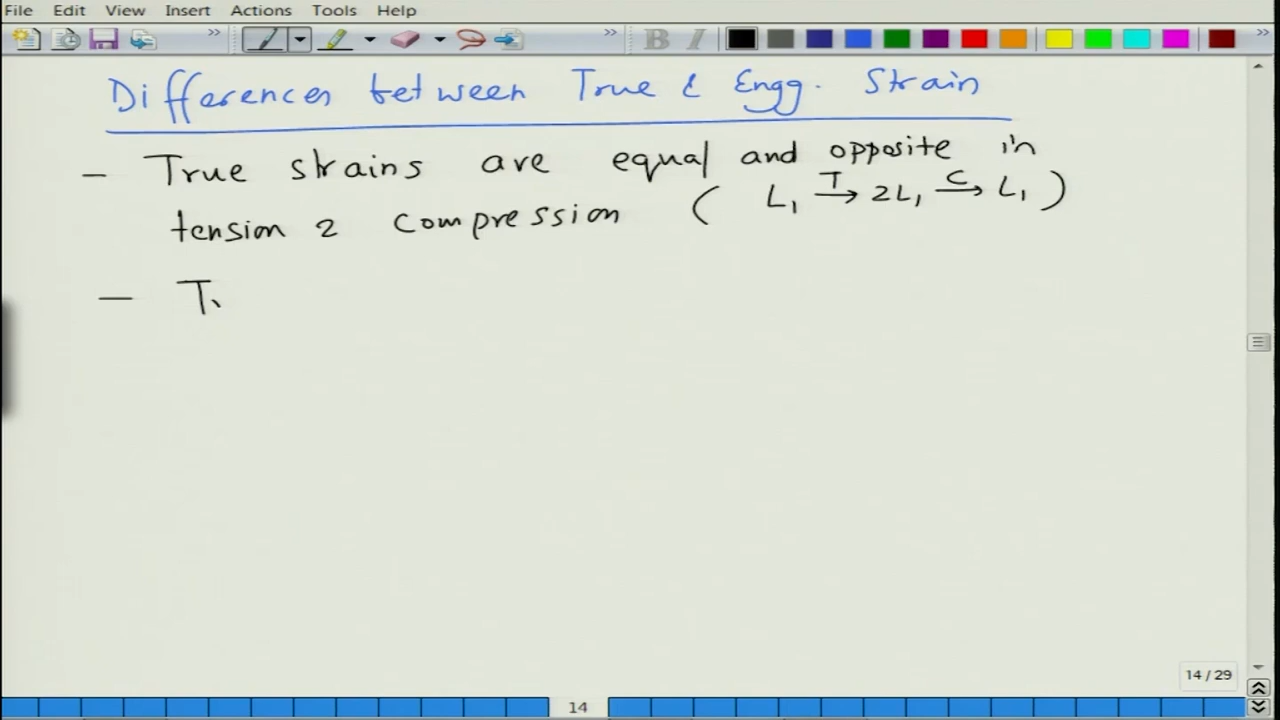 File Edit View Insert Actions Tools Help
B I
Differences between True & Engg. Strain
- True strains are equal and opposite in
tension 2 compression ( L₁ T→ 2L₁ C→ L₁ )
- T
14 / 29
14